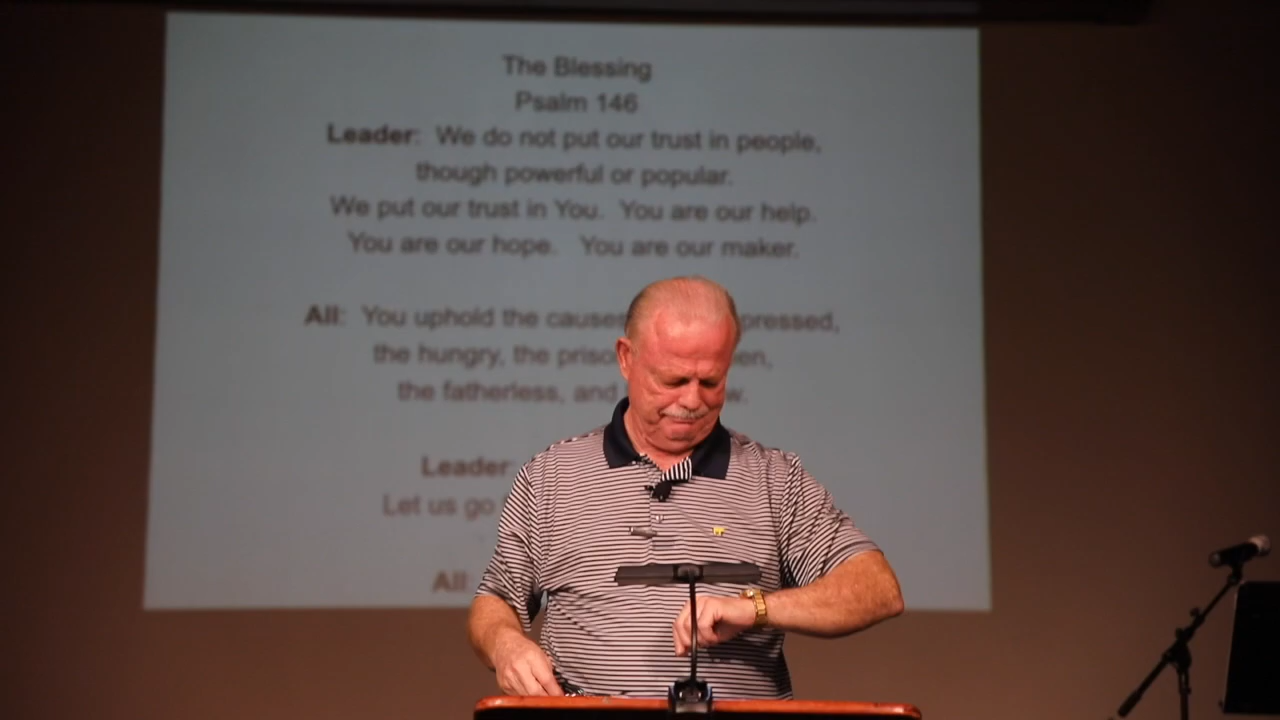 The Blessing
Psalm 146
Leader: We do not put our trust in people,
though powerful or popular.
We put our trust in You. You are our help.
You are our hope. You are our maker.
All: You uphold the cause
the hungry, the
the fatherless, and
Leader
Let us go
All: